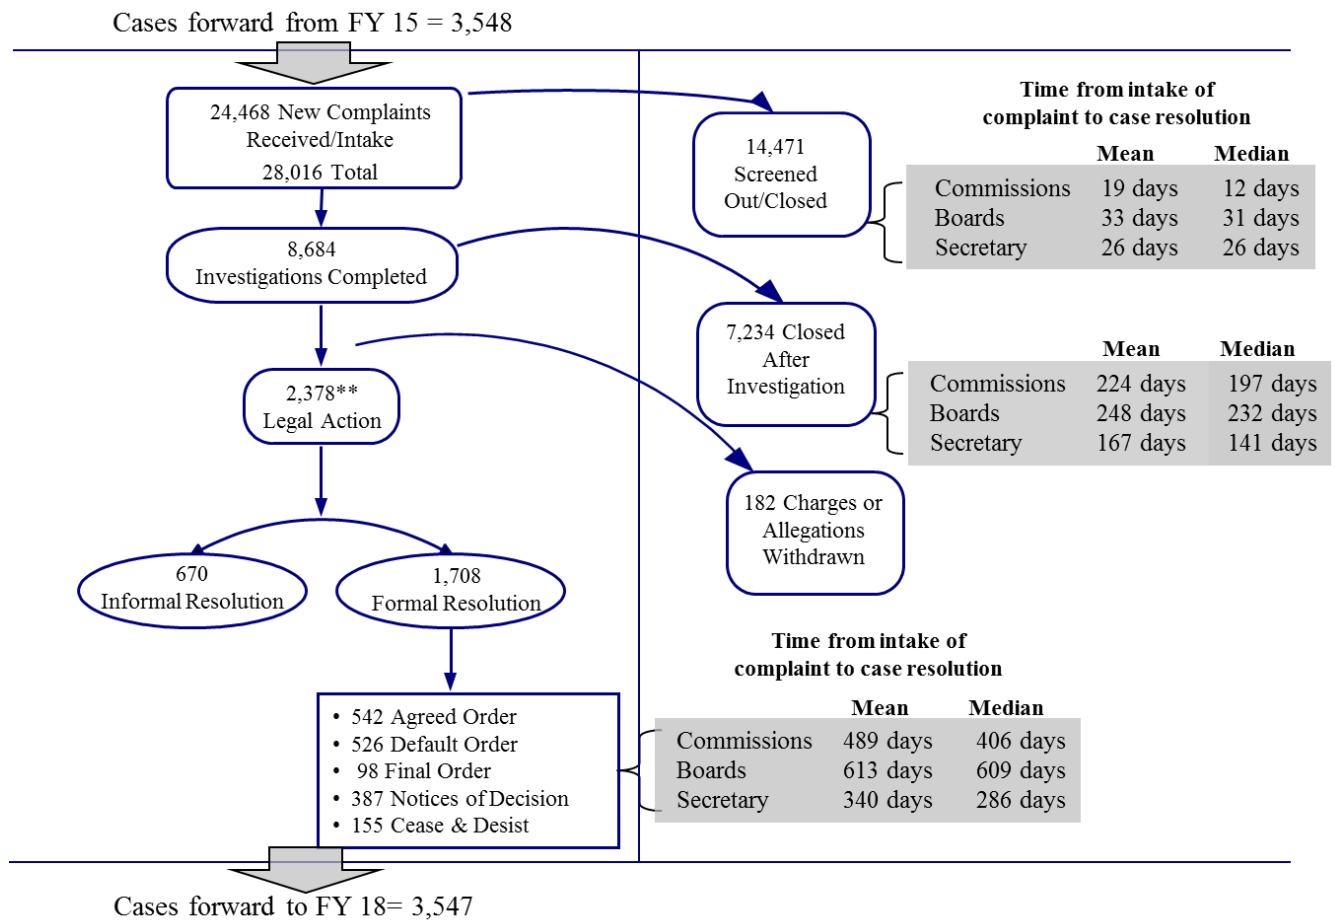 Cases forward from FY 15 = 3,548
24,468 New Complaints
Received/Intake
28,016 Total
8,684
Investigations Completed
2,378**
Legal Action
670
Informal Resolution
1,708
Formal Resolution
• 542 Agreed Order
• 526 Default Order
• 98 Final Order
• 387 Notices of Decision
• 155 Cease & Desist
14,471
Screened
Out/Closed
Time from intake of
complaint to case resolution
Mean Median
Commissions 19 days 12 days
Boards 33 days 31 days
Secretary 26 days 26 days
7,234 Closed
After
Investigation
Mean Median
Commissions 224 days 197 days
Boards 248 days 232 days
Secretary 167 days 141 days
182 Charges or
Allegations
Withdrawn
Time from intake of
complaint to case resolution
Mean Median
Commissions 489 days 406 days
Boards 613 days 609 days
Secretary 340 days 286 days
Cases forward to FY 18= 3,547